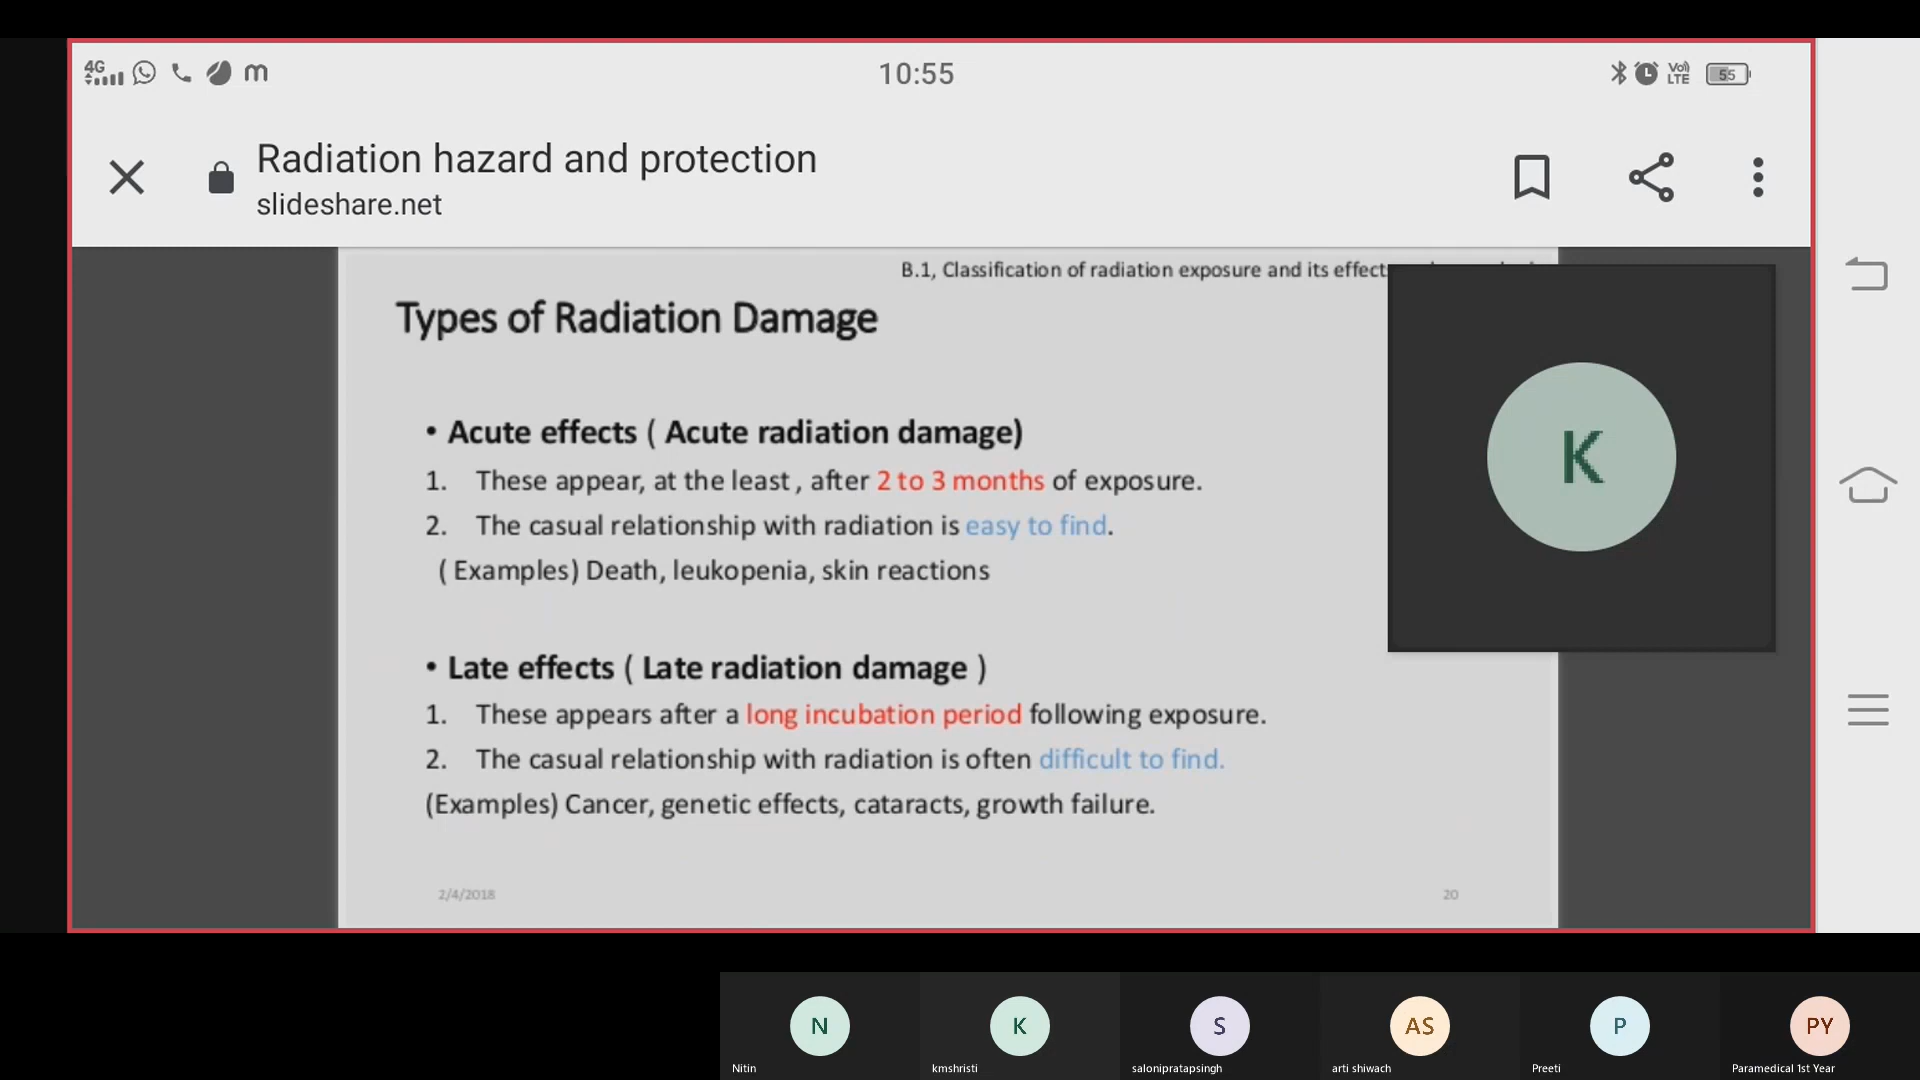 4G
m
10:55
Vo)
LTE
55
Radiation hazard and protection
slideshare.net
B.1, Classification of radiation exposure and its effect
Types of Radiation Damage
• Acute effects ( Acute radiation damage)
1. These appear, at the least , after 2 to 3 months of exposure.
2. The casual relationship with radiation is easy to find.
( Examples) Death, leukopenia, skin reactions
• Late effects ( Late radiation damage )
1. These appears after a long incubation period following exposure.
2. The casual relationship with radiation is often difficult to find.
(Examples) Cancer, genetic effects, cataracts, growth failure.
2/4/2018
20
K
N
K
S
AS
P
PY
Nitin
kmshristi
salonipratapsingh
arti shiwach
Preeti
Paramedical 1st Year